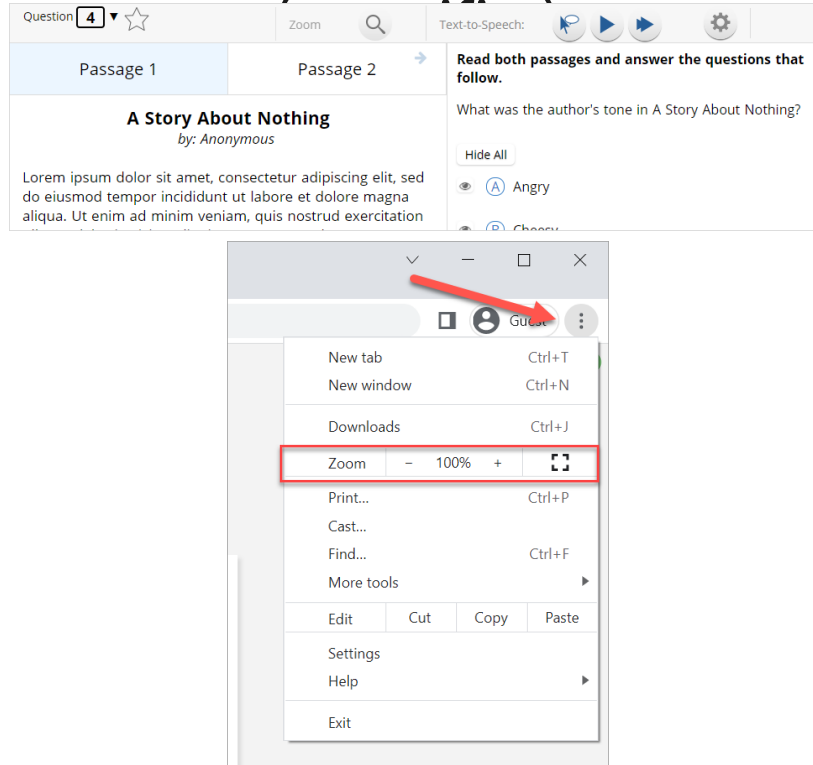 Question 4 ▼
Zoom
Text-to-Speech:
Passage 1
Passage 2
A Story About Nothing
by: Anonymous
Lorem ipsum dolor sit amet, consectetur adipiscing elit, sed
do eiusmod tempor incididunt ut labore et dolore magna
aliqua. Ut enim ad minim veniam, quis nostrud exercitation
Read both passages and answer the questions that
follow.
What was the author's tone in A Story About Nothing?
Hide All
A Angry
B Cheesy
Guest
New tab Ctrl+T
New window Ctrl+N
Downloads Ctrl+J
Zoom - 100% +
Print... Ctrl+P
Cast...
Find... Ctrl+F
More tools
Edit Cut Copy Paste
Settings
Help
Exit